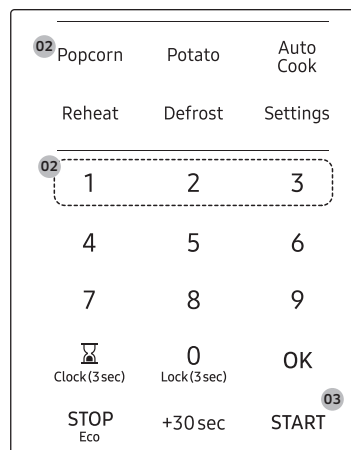 02 Popcorn Potato Auto
Cook
Reheat Defrost Settings
02
1 2 3
4 5 6
7 8 9
0 OK
Clock(3 sec) Lock(3 sec)
03
STOP +30 sec START
Eco